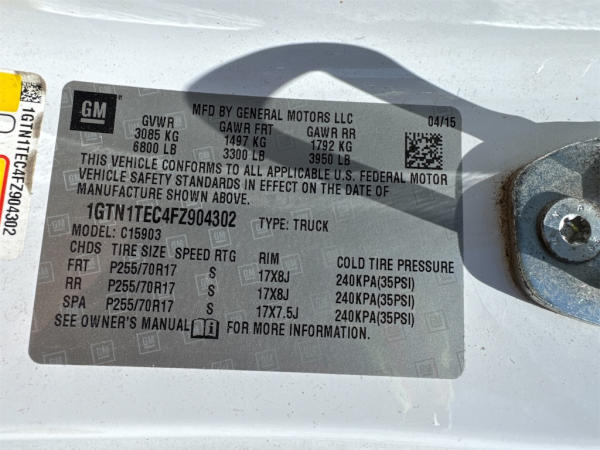 GM
MFD BY GENERAL MOTORS LLC
04/15
GVWR GAWR FRT GAWR RR
3085 KG 1497 KG 1792 KG
6800 LB 3300 LB 3950 LB
THIS VEHICLE CONFORMS TO ALL APPLICABLE U.S. FEDERAL MOTOR
VEHICLE SAFETY STANDARDS IN EFFECT ON THE DATE OF
MANUFACTURE SHOWN ABOVE.
1GTN1TEC4FZ904302 TYPE: TRUCK
MODEL: C15903
CHDS TIRE SIZE SPEED RTG RIM COLD TIRE PRESSURE
FRT P255/70R17 S 17X8J 240KPA(35PSI)
RR P255/70R17 S 17X8J 240KPA(35PSI)
SPA P255/70R17 S 17X7.5J 240KPA(35PSI)
SEE OWNER'S MANUAL FOR MORE INFORMATION.
1GTN1TEC4FZ904302